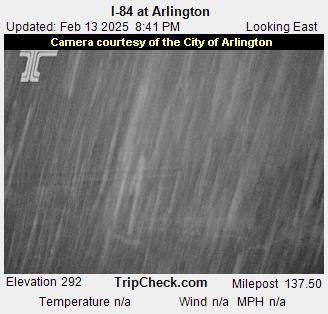 I-84 at Arlington
Updated: Feb 13 2025 8:41 PM Looking East
Camera courtesy of the City of Arlington
Elevation 292 TripCheck.com Milepost 137.50
Temperature n/a Wind n/a MPH n/a